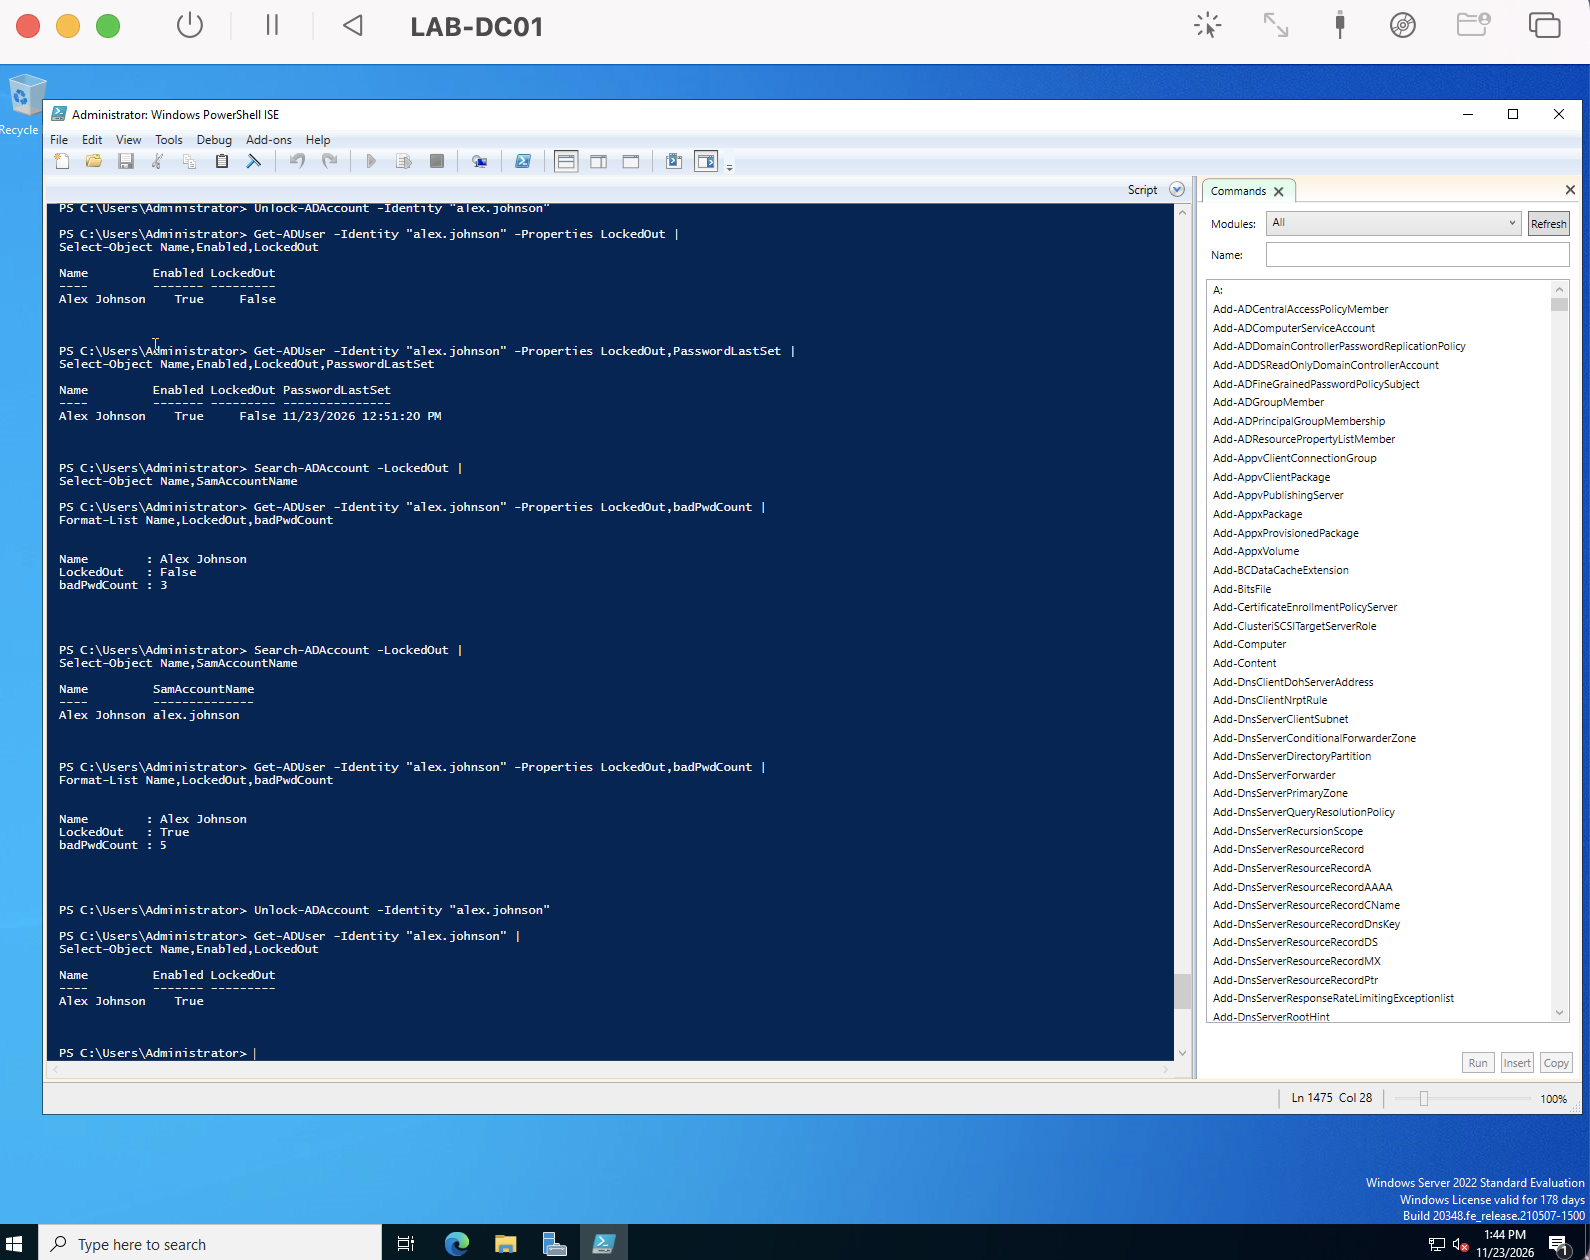 LAB-DC01
Recycle
Administrator: Windows PowerShell ISE
File Edit View Tools Debug Add-ons Help
Script
PS C:\Users\Administrator> Unlock-ADAccount -Identity "alex.johnson"
PS C:\Users\Administrator> Get-ADUser -Identity "alex.johnson" -Properties LockedOut |
Select-Object Name,Enabled,LockedOut
Name Enabled LockedOut
---- ------- ---------
Alex Johnson True False
PS C:\Users\Administrator> Get-ADUser -Identity "alex.johnson" -Properties LockedOut,PasswordLastSet |
Select-Object Name,Enabled,LockedOut,PasswordLastSet
Name Enabled LockedOut PasswordLastSet
---- ------- --------- ---------------
Alex Johnson True False 11/23/2026 12:51:20 PM
PS C:\Users\Administrator> Search-ADAccount -LockedOut |
Select-Object Name,SamAccountName
PS C:\Users\Administrator> Get-ADUser -Identity "alex.johnson" -Properties LockedOut,badPwdCount |
Format-List Name,LockedOut,badPwdCount
Name : Alex Johnson
LockedOut : False
badPwdCount : 3
PS C:\Users\Administrator> Search-ADAccount -LockedOut |
Select-Object Name,SamAccountName
Name SamAccountName
---- --------------
Alex Johnson alex.johnson
PS C:\Users\Administrator> Get-ADUser -Identity "alex.johnson" -Properties LockedOut,badPwdCount |
Format-List Name,LockedOut,badPwdCount
Name : Alex Johnson
LockedOut : True
badPwdCount : 5
PS C:\Users\Administrator> Unlock-ADAccount -Identity "alex.johnson"
PS C:\Users\Administrator> Get-ADUser -Identity "alex.johnson" |
Select-Object Name,Enabled,LockedOut
Name Enabled LockedOut
---- ------- ---------
Alex Johnson True
PS C:\Users\Administrator>
Commands
Modules: All Refresh
Name:
A:
Add-ADCentralAccessPolicyMember
Add-ADComputerServiceAccount
Add-ADDomainControllerPasswordReplicationPolicy
Add-ADDSReadOnlyDomainControllerAccount
Add-ADFineGrainedPasswordPolicySubject
Add-ADGroupMember
Add-ADPrincipalGroupMembership
Add-ADResourcePropertyListMember
Add-AppvClientConnectionGroup
Add-AppvClientPackage
Add-AppvPublishingServer
Add-AppxPackage
Add-AppxProvisionedPackage
Add-AppxVolume
Add-BCDataCacheExtension
Add-BitsFile
Add-CertificateEnrollmentPolicyServer
Add-ClusteriSCSITargetServerRole
Add-Computer
Add-Content
Add-DnsClientDohServerAddress
Add-DnsClientNrptRule
Add-DnsServerClientSubnet
Add-DnsServerConditionalForwarderZone
Add-DnsServerDirectoryPartition
Add-DnsServerForwarder
Add-DnsServerPrimaryZone
Add-DnsServerQueryResolutionPolicy
Add-DnsServerRecursionScope
Add-DnsServerResourceRecord
Add-DnsServerResourceRecordA
Add-DnsServerResourceRecordAAAA
Add-DnsServerResourceRecordCName
Add-DnsServerResourceRecordDnsKey
Add-DnsServerResourceRecordDS
Add-DnsServerResourceRecordMX
Add-DnsServerResourceRecordPtr
Add-DnsServerResponseRateLimitingExceptionlist
Add-DnsServerRootHint
Run Insert Copy
Ln 1475 Col 28 100%
Windows Server 2022 Standard Evaluation
Windows License valid for 178 days
Build 20348.fe_release.210507-1500
Type here to search
1:44 PM
11/23/2026
1